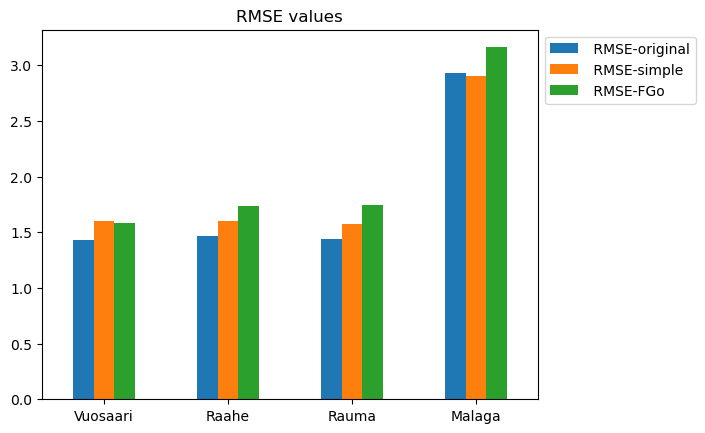 RMSE values
RMSE-original
RMSE-simple
RMSE-FGo
3.0
2.5
2.0
1.5
1.0
0.5
0.0
Vuosaari Raahe Rauma Malaga